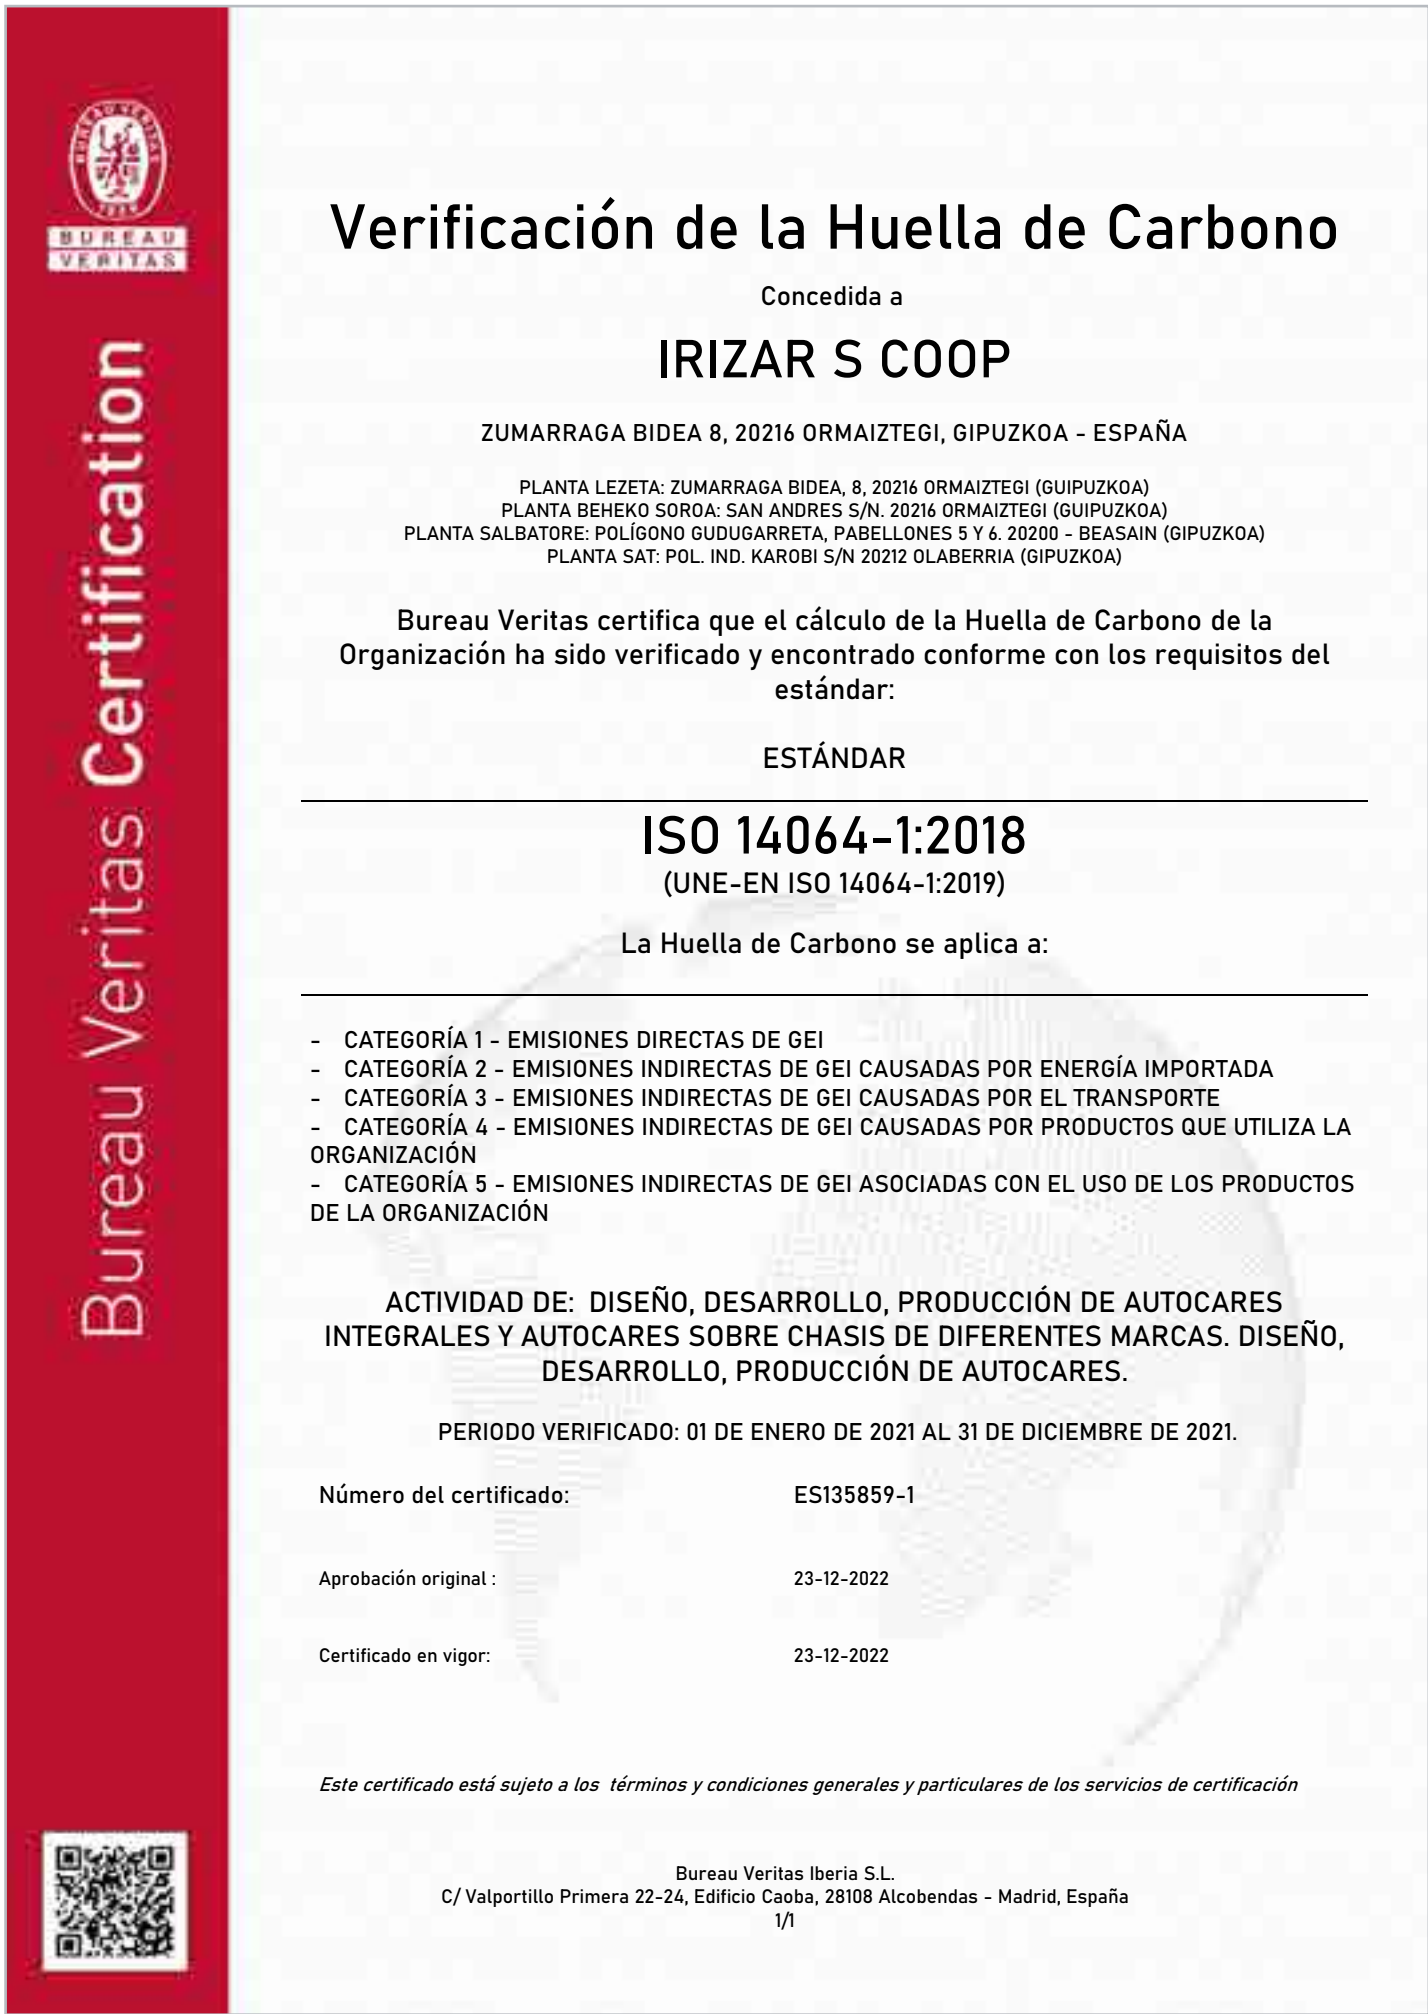 BUREAU VERITAS
1828
BUREAU
VERITAS
Bureau Veritas Certification
Verificación de la Huella de Carbono
Concedida a
IRIZAR S COOP
ZUMARRAGA BIDEA 8, 20216 ORMAIZTEGI, GIPUZKOA - ESPAÑA
PLANTA LEZETA: ZUMARRAGA BIDEA, 8, 20216 ORMAIZTEGI (GUIPUZKOA)
PLANTA BEHEKO SOROA: SAN ANDRES S/N. 20216 ORMAIZTEGI (GUIPUZKOA)
PLANTA SALBATORE: POLÍGONO GUDUGARRETA, PABELLONES 5 Y 6. 20200 - BEASAIN (GIPUZKOA)
PLANTA SAT: POL. IND. KAROBI S/N 20212 OLABERRIA (GIPUZKOA)
Bureau Veritas certifica que el cálculo de la Huella de Carbono de la
Organización ha sido verificado y encontrado conforme con los requisitos del
estándar:
ESTÁNDAR
ISO 14064-1:2018
(UNE-EN ISO 14064-1:2019)
La Huella de Carbono se aplica a:
- CATEGORÍA 1 - EMISIONES DIRECTAS DE GEI
- CATEGORÍA 2 - EMISIONES INDIRECTAS DE GEI CAUSADAS POR ENERGÍA IMPORTADA
- CATEGORÍA 3 - EMISIONES INDIRECTAS DE GEI CAUSADAS POR EL TRANSPORTE
- CATEGORÍA 4 - EMISIONES INDIRECTAS DE GEI CAUSADAS POR PRODUCTOS QUE UTILIZA LA
ORGANIZACIÓN
- CATEGORÍA 5 - EMISIONES INDIRECTAS DE GEI ASOCIADAS CON EL USO DE LOS PRODUCTOS
DE LA ORGANIZACIÓN
ACTIVIDAD DE: DISEÑO, DESARROLLO, PRODUCCIÓN DE AUTOCARES
INTEGRALES Y AUTOCARES SOBRE CHASIS DE DIFERENTES MARCAS. DISEÑO,
DESARROLLO, PRODUCCIÓN DE AUTOCARES.
PERIODO VERIFICADO: 01 DE ENERO DE 2021 AL 31 DE DICIEMBRE DE 2021.
Número del certificado: ES135859-1
Aprobación original : 23-12-2022
Certificado en vigor: 23-12-2022
Este certificado está sujeto a los términos y condiciones generales y particulares de los servicios de certificación
Bureau Veritas Iberia S.L.
C/ Valportillo Primera 22-24, Edificio Caoba, 28108 Alcobendas - Madrid, España
1/1